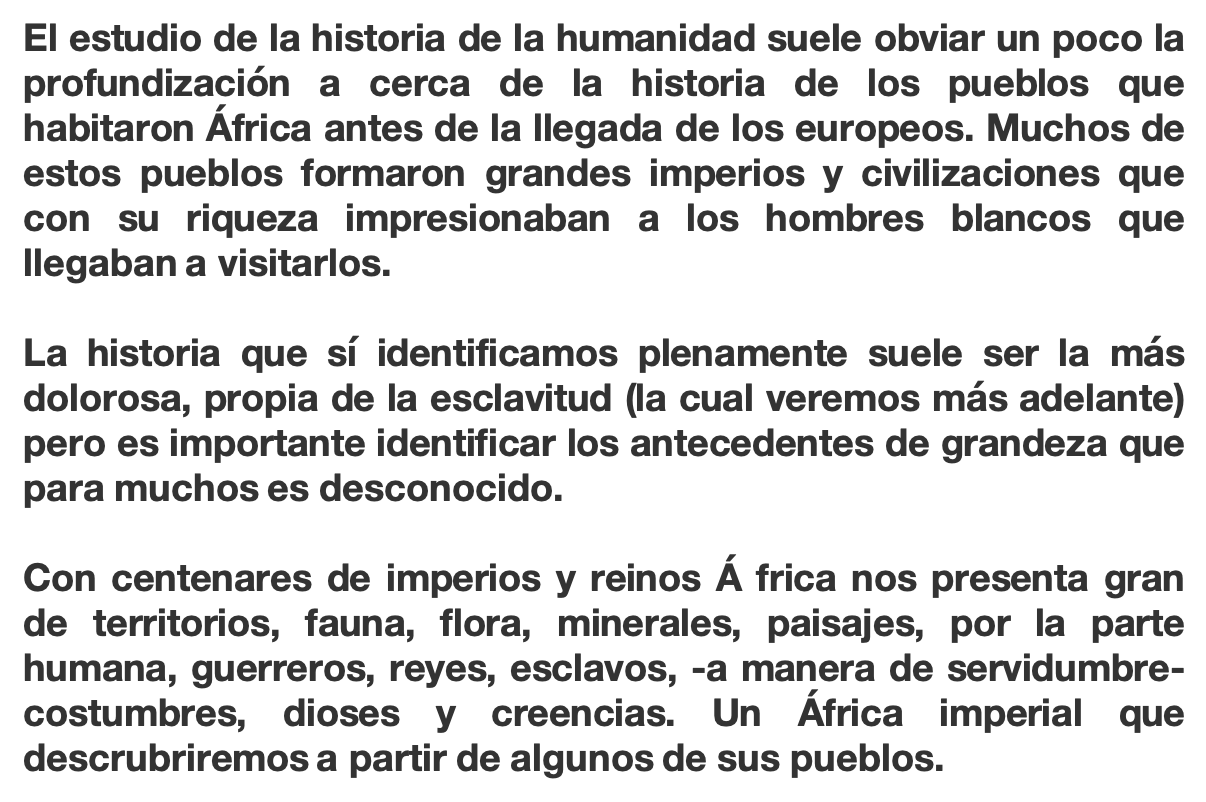 El estudio de la historia de la humanidad suele obviar un poco la
profundización a cerca de la historia de los pueblos que
habitaron África antes de la llegada de los europeos. Muchos de
estos pueblos formaron grandes imperios y civilizaciones que
con su riqueza impresionaban a los hombres blancos que
llegaban a visitarlos.
La historia que sí identificamos plenamente suele ser la más
dolorosa, propia de la esclavitud (la cual veremos más adelante)
pero es importante identificar los antecedentes de grandeza que
para muchos es desconocido.
Con centenares de imperios y reinos Á frica nos presenta gran
de territorios, fauna, flora, minerales, paisajes, por la parte
humana, guerreros, reyes, esclavos, -a manera de servidumbre-
costumbres, dioses y creencias. Un África imperial que
descrubriremos a partir de algunos de sus pueblos.